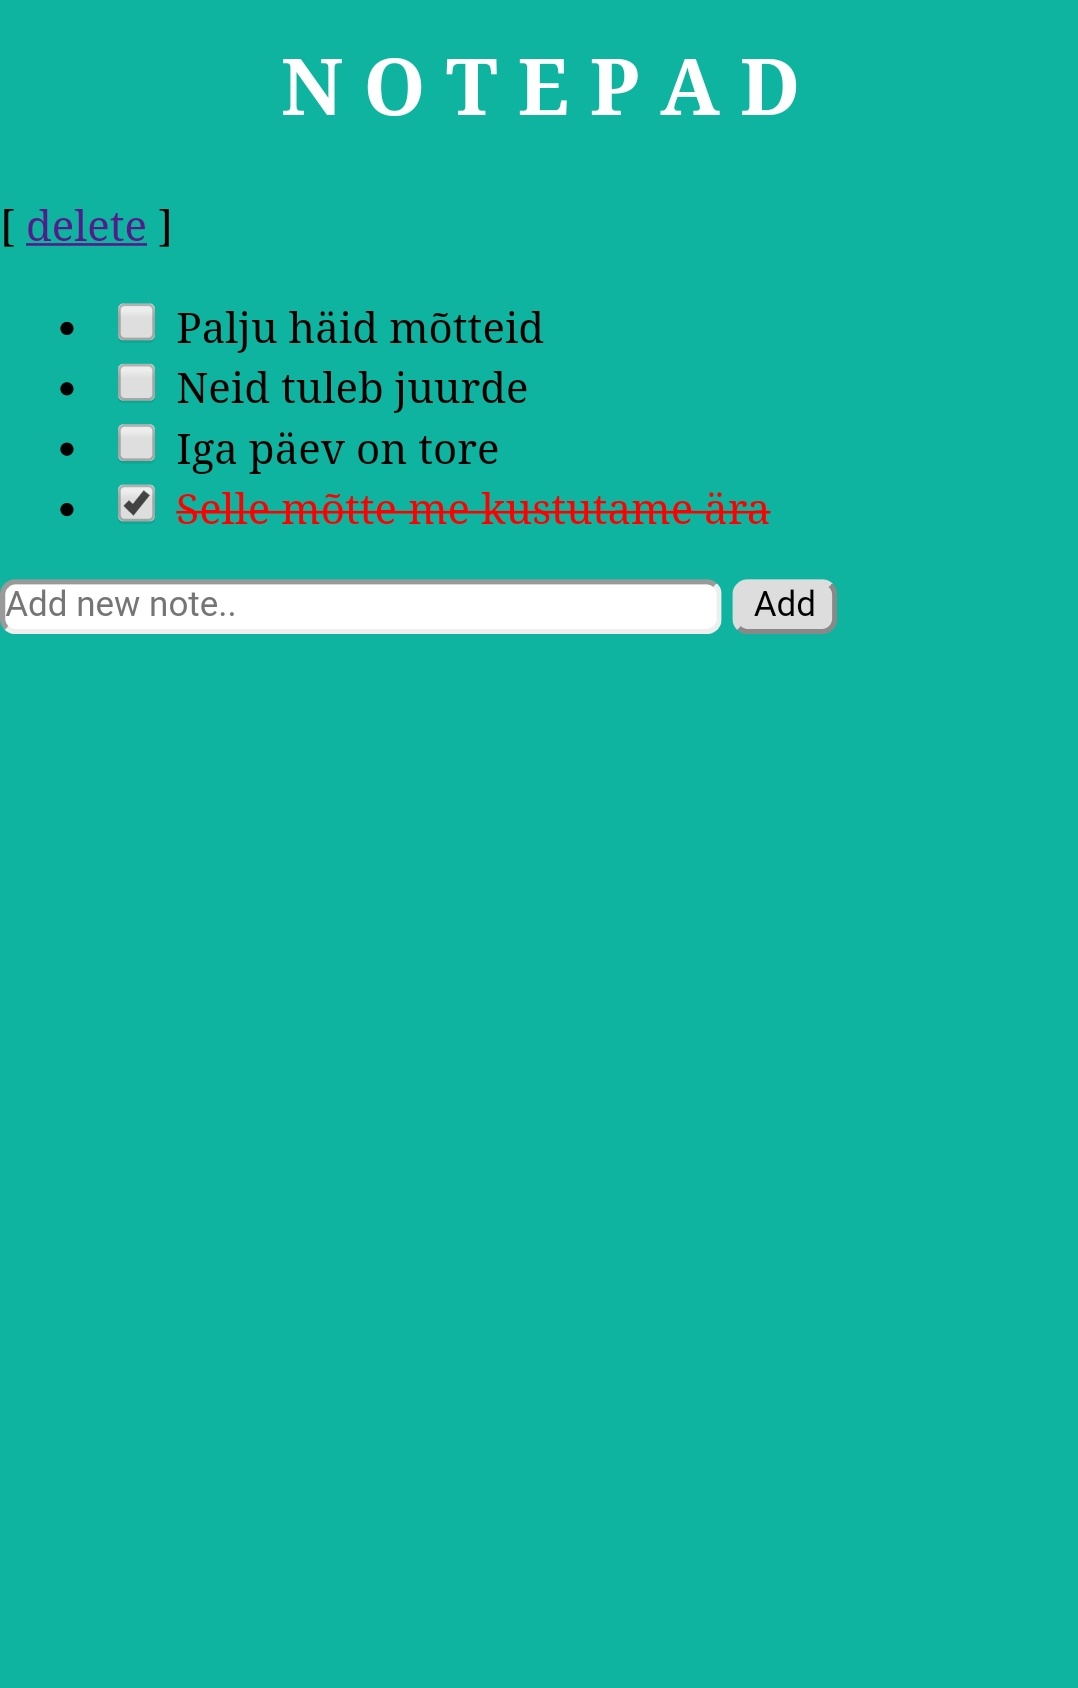 NOTEPAD
[ delete ]
Palju häid mõtteid
Neid tuleb juurde
Iga päev on tore
Selle mõtte me kustutame ära
Add new note.. Add